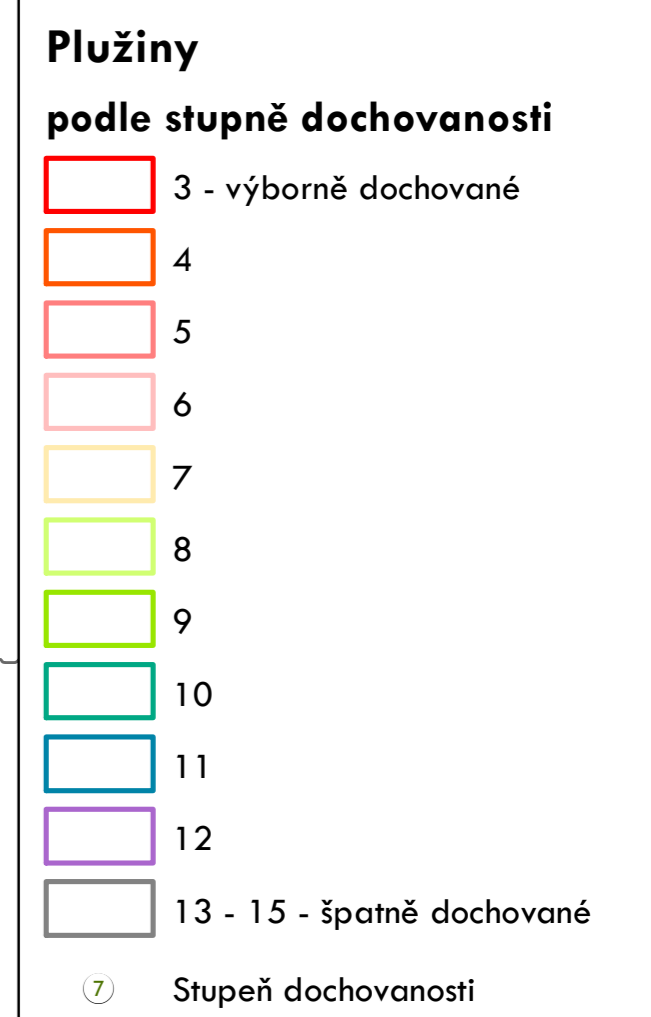 Plužiny
podle stupně dochovanosti
3 - výborně dochované
4
5
6
7
8
9
10
11
12
13 - 15 - špatně dochované
7 Stupeň dochovanosti